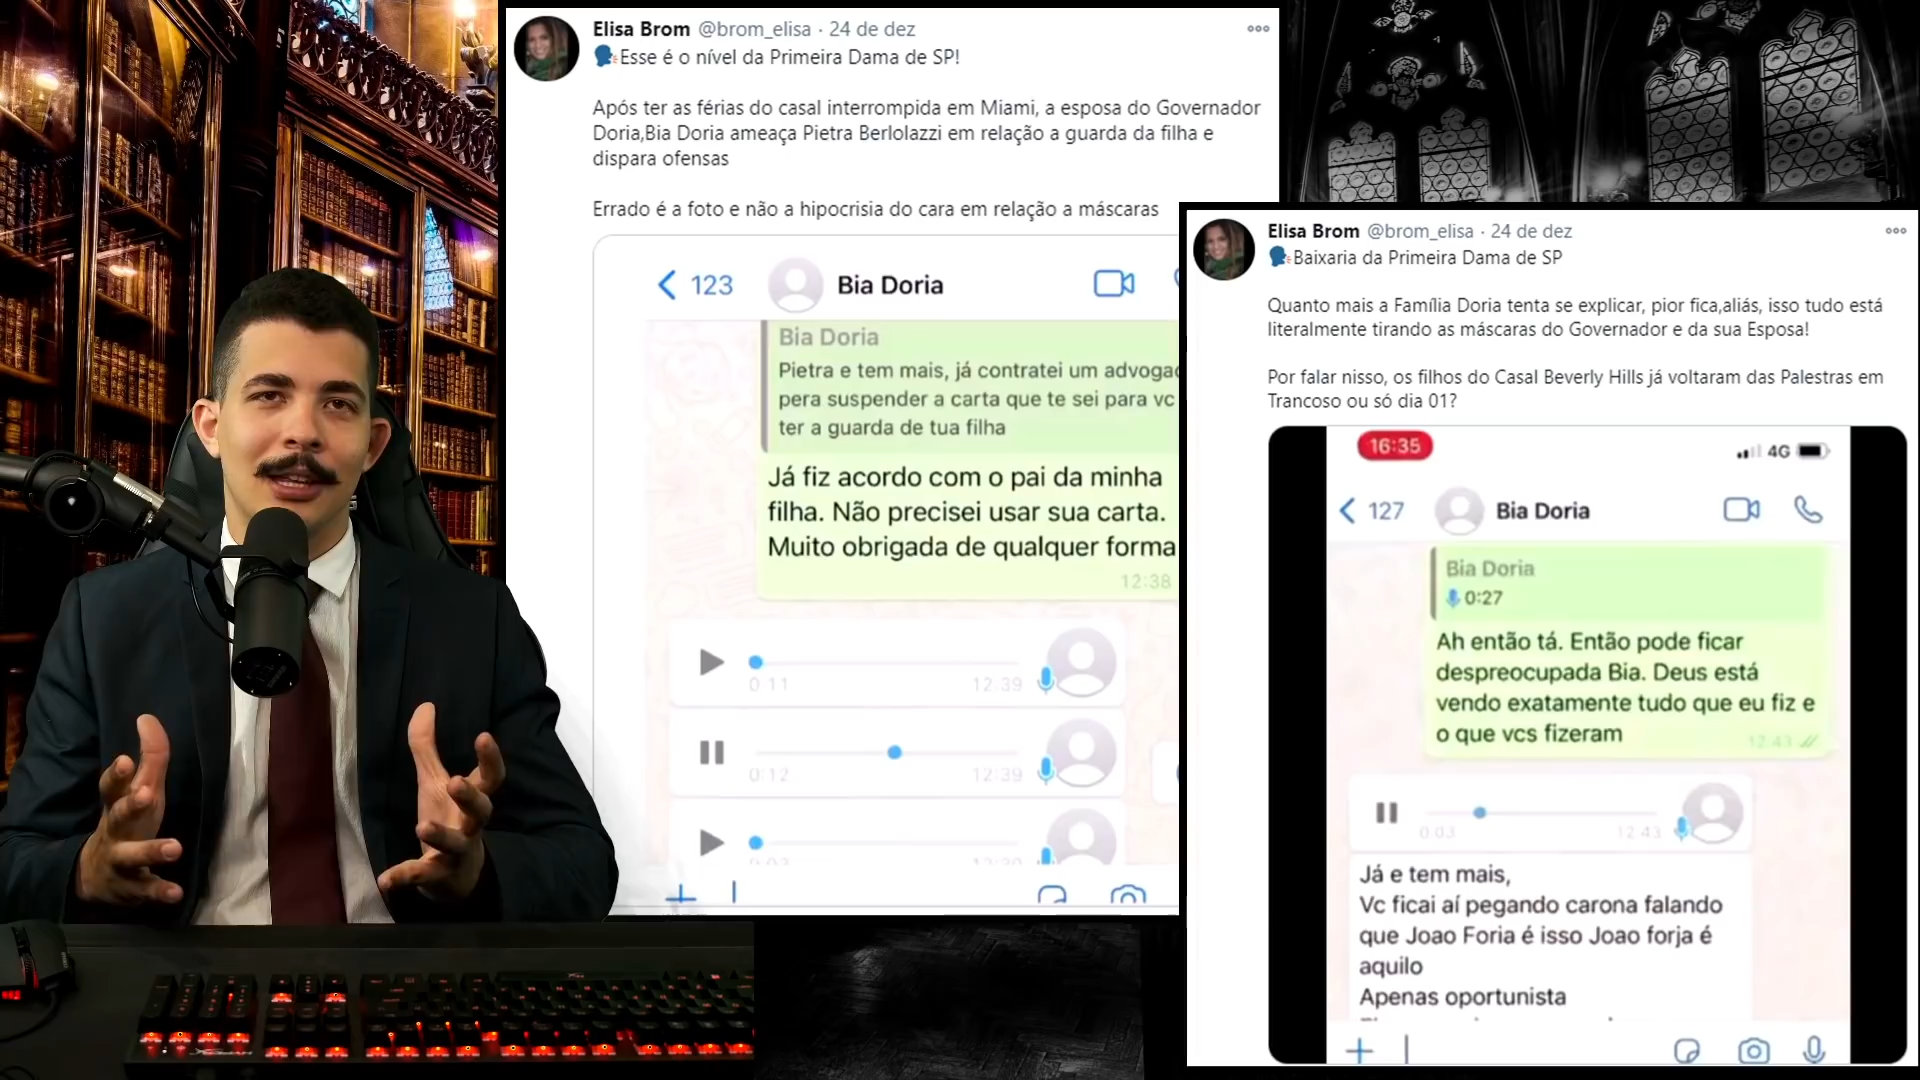 Elisa Brom @brom_elisa · 24 de dez
🗣Esse é o nível da Primeira Dama de SP!
Após ter as férias do casal interrompida em Miami, a esposa do Governador
Doria,Bia Doria ameaça Pietra Berlolazzi em relação a guarda da filha e
dispara ofensas
Errado é a foto e não a hipocrisia do cara em relação a máscaras
123
Bia Doria
Bia Doria
Pietra e tem mais, já contratei um advoga
pera suspender a carta que te sei para vc
ter a guarda de tua filha
Já fiz acordo com o pai da minha
filha. Não precisei usar sua carta.
Muito obrigada de qualquer forma
12:38
0:11 12:39
0:12 12:39
Elisa Brom @brom_elisa · 24 de dez
🗣Baixaria da Primeira Dama de SP
Quanto mais a Família Doria tenta se explicar, pior fica,aliás, isso tudo está
literalmente tirando as máscaras do Governador e da sua Esposa!
Por falar nisso, os filhos do Casal Beverly Hills já voltaram das Palestras em
Trancoso ou só dia 01?
16:35
4G
127
Bia Doria
Bia Doria
0:27
Ah então tá. Então pode ficar
despreocupada Bia. Deus está
vendo exatamente tudo que eu fiz e
o que vcs fizeram
12:43
0:03 12:43
Já e tem mais,
Vc ficai aí pegando carona falando
que Joao Foria é isso Joao forja é
aquilo
Apenas oportunista